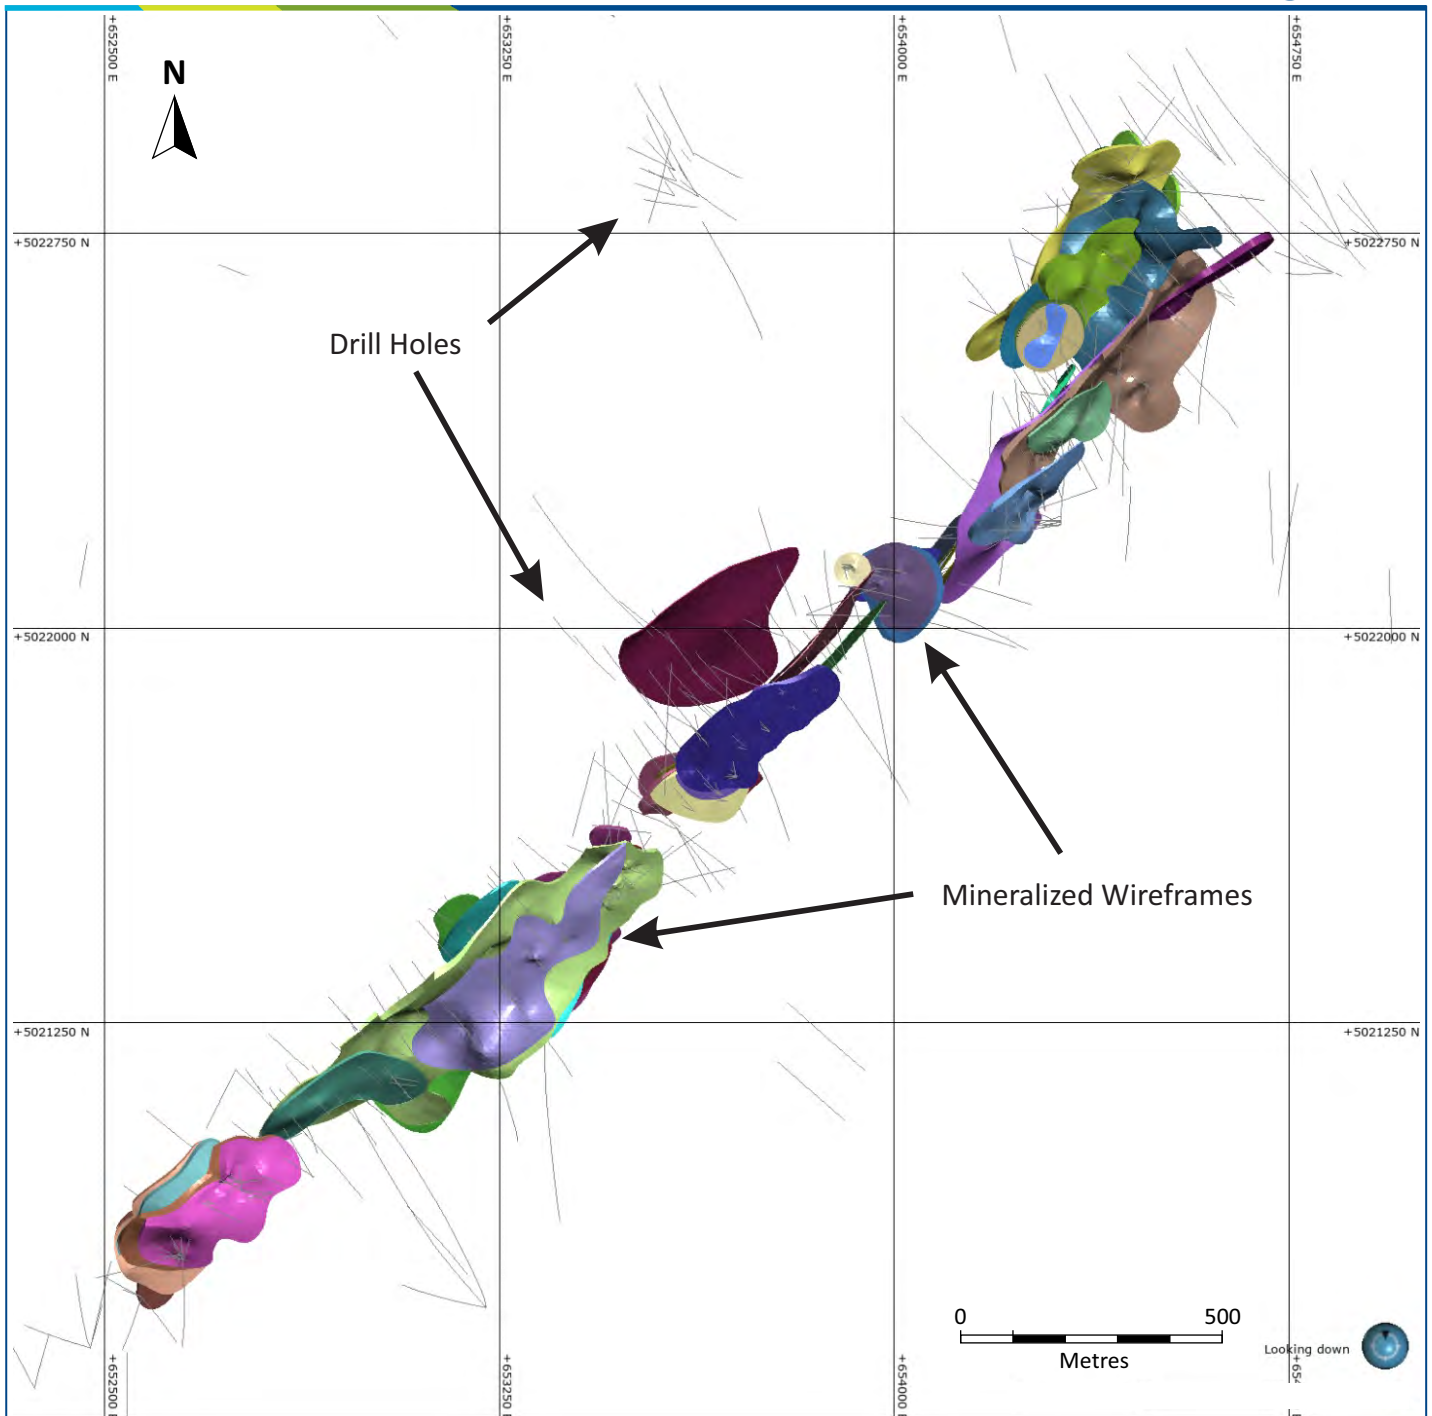 +652500 E
+653250 E
+654000 E
+654750 E
N
+5022750 N
+5022750 N
Drill Holes
+5022000 N
+5022000 N
Mineralized Wireframes
+5021250 N
+5021250 N
0 500
Metres
Looking down
+652500 E
+653250 E
+654000 E